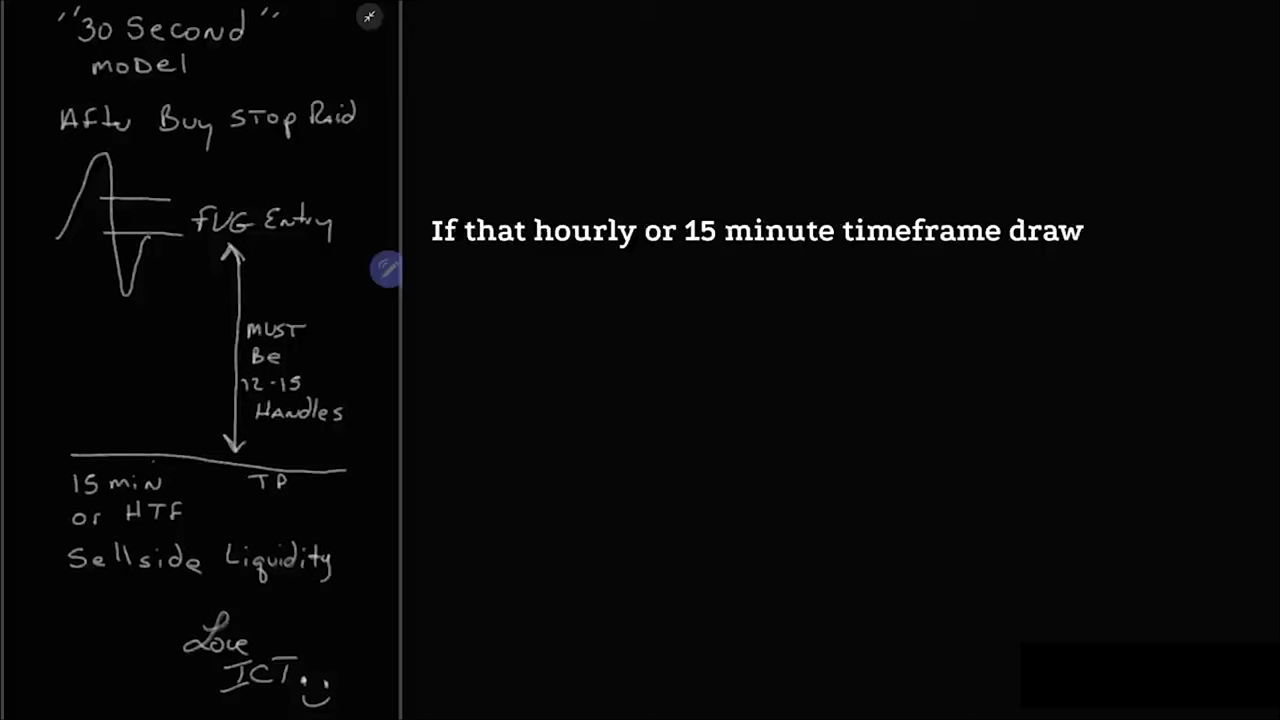 "30 Second"
moDel
After Buy STop Raid
FVG Entry
MUST
Be
12-15
HANdles
15 min
TP
or HTF
Sellside Liquidity
Love
ICT
If that hourly or 15 minute timeframe draw